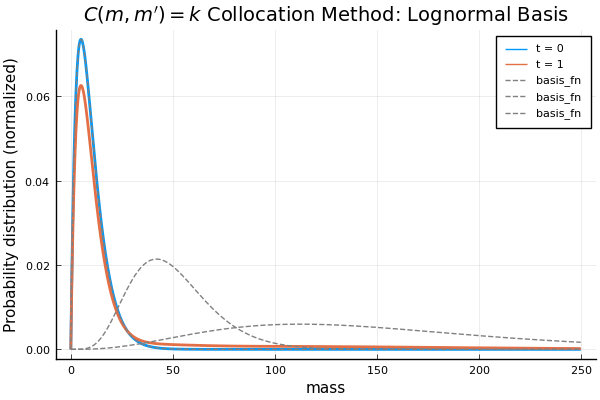 C(m, m′) = k Collocation Method: Lognormal Basis
Probability distribution (normalized)
0.06
0.04
0.02
0.00
t = 0
t = 1
basis_fn
basis_fn
basis_fn
0 50 100 150 200 250
mass